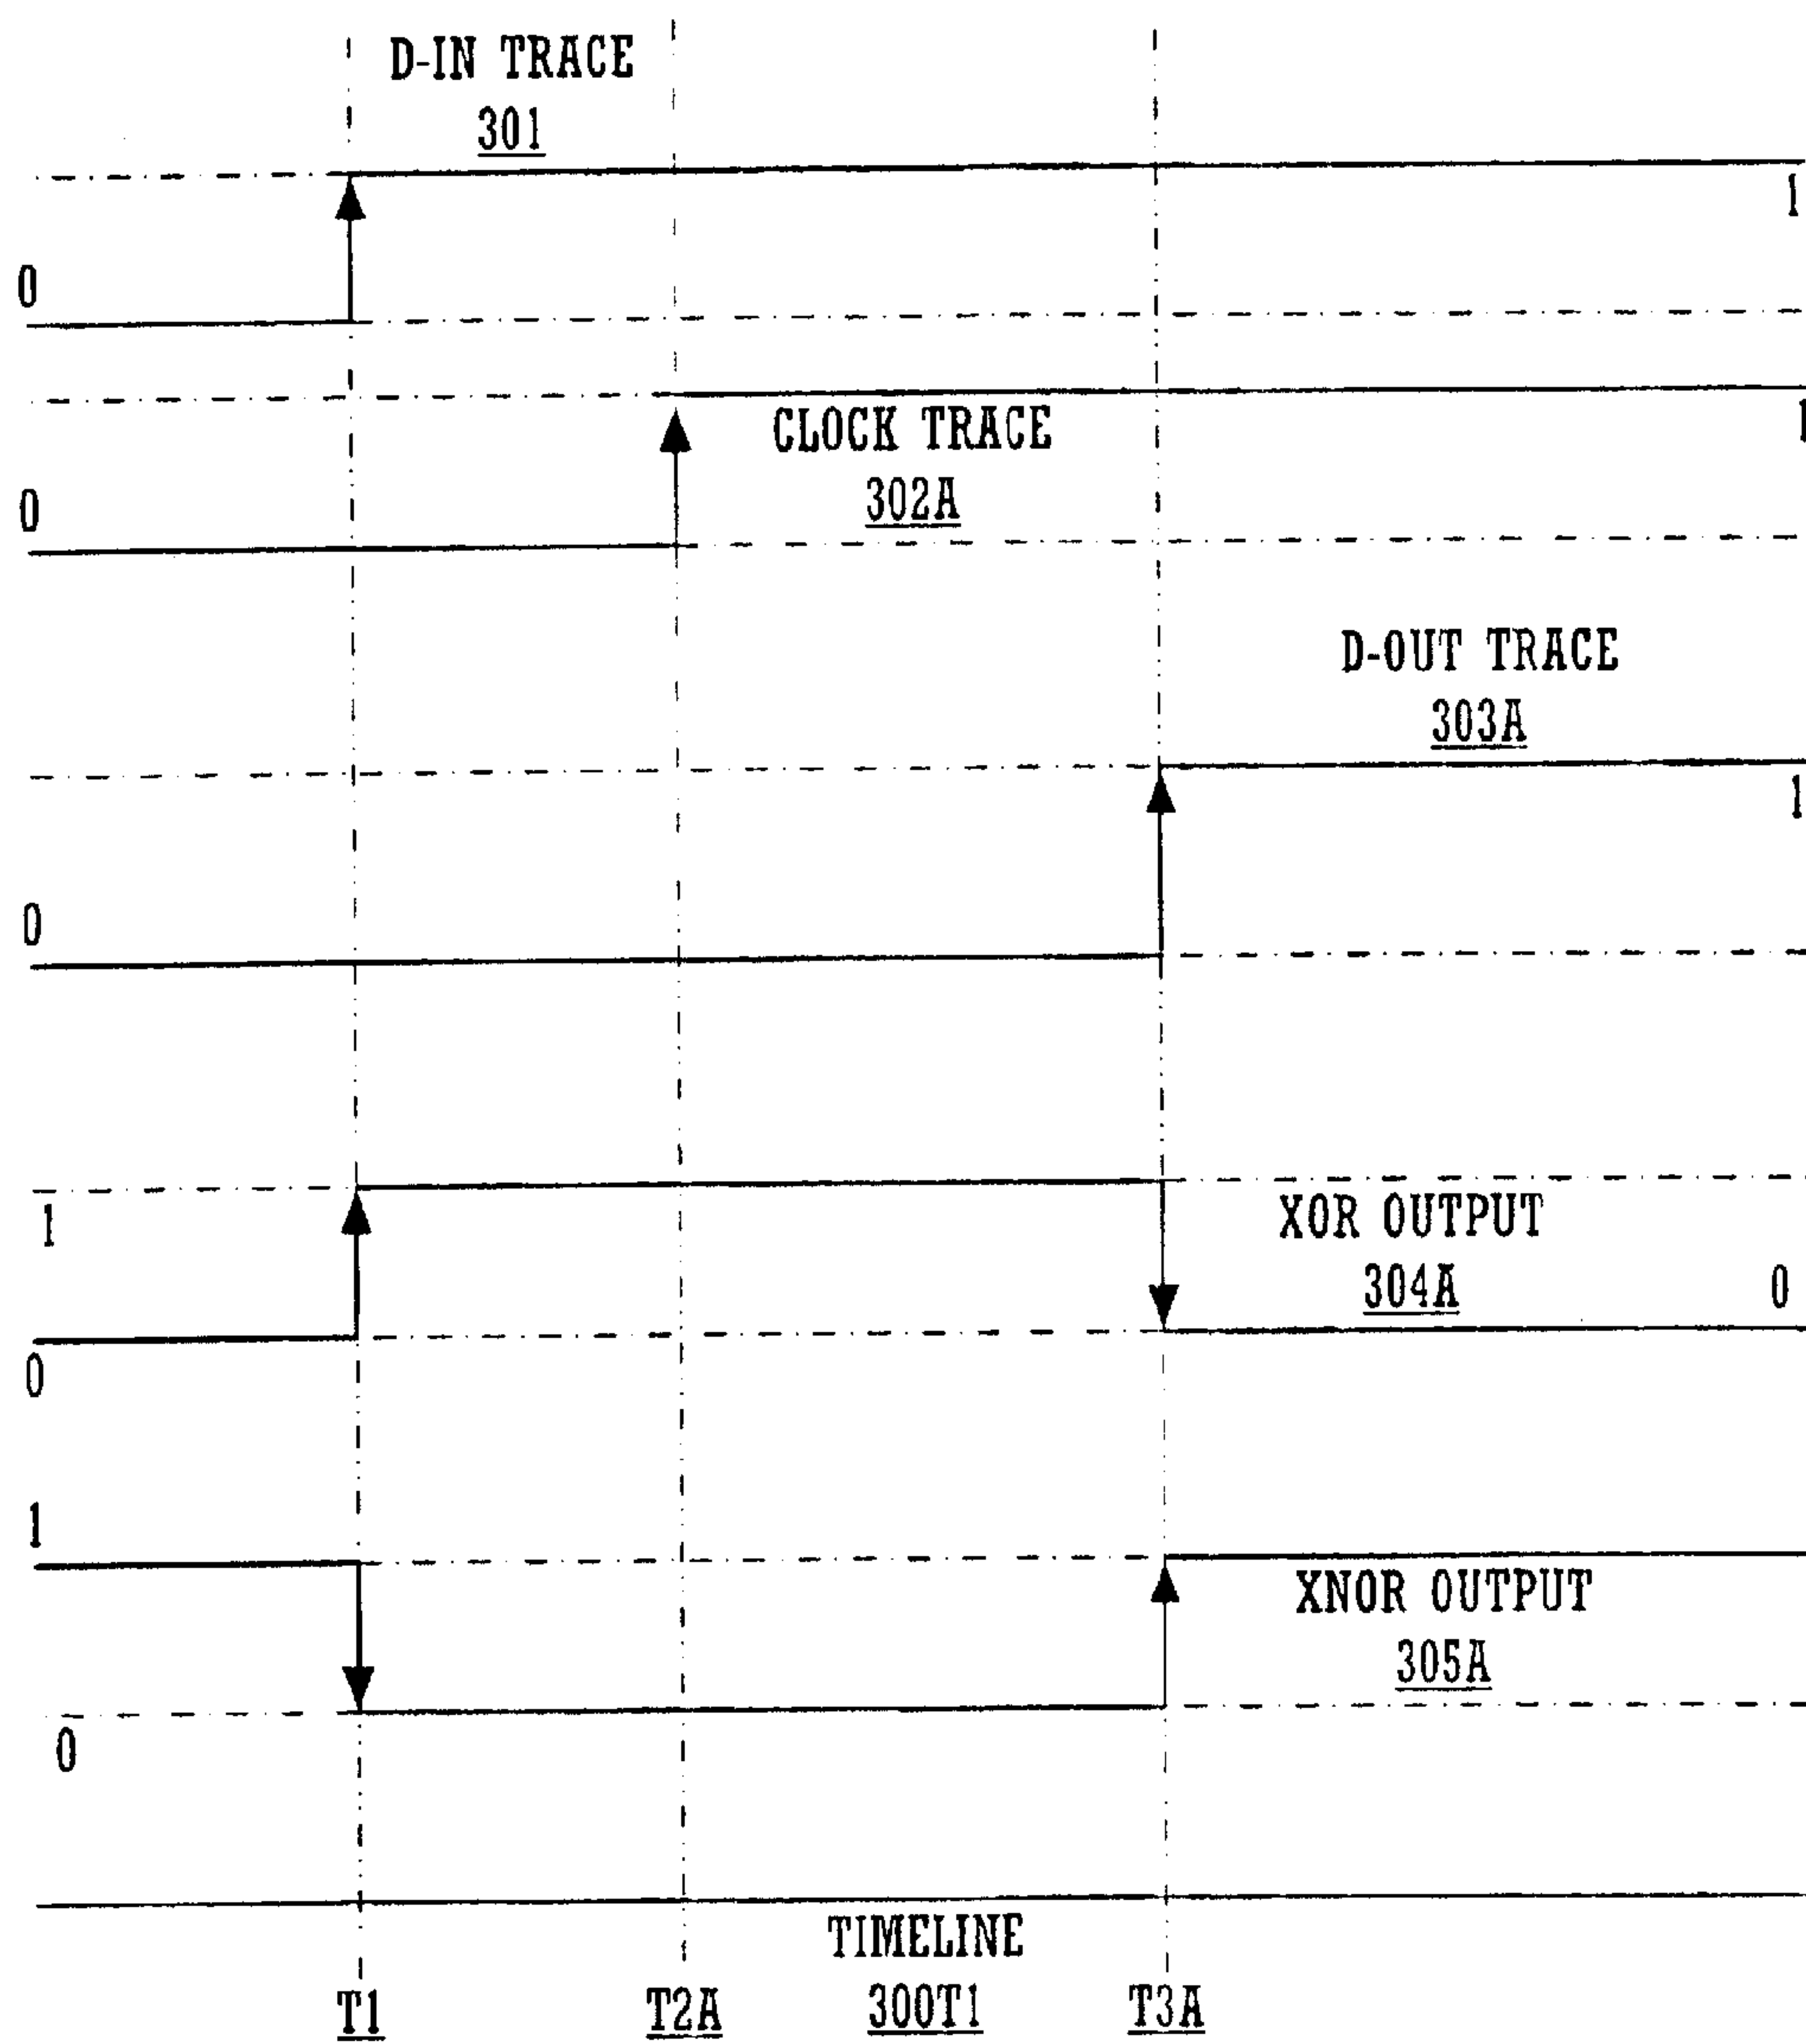 D-IN TRACE
301
1
0
CLOCK TRACE
1
302A
0
D-OUT TRACE
303A
1
0
1
XOR OUTPUT
304A
0
0
1
XNOR OUTPUT
305A
0
TIMELINE
T1
T2A
300T1
T3A